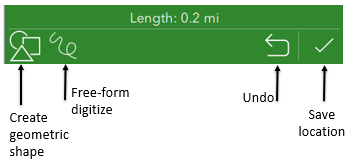 Length: 0.2 mi
Create
geometric
shape
Free-form
digitize
Undo
Save
location